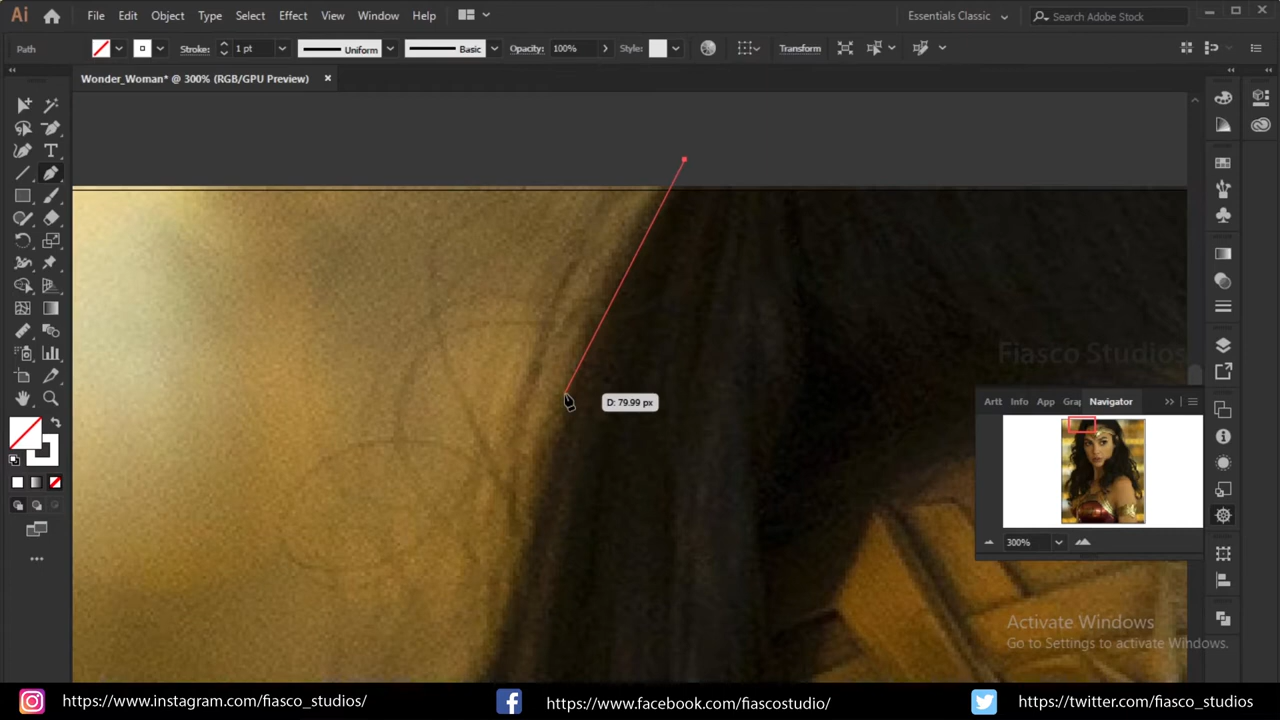 Ai File Edit Object Type Select Effect View Window Help Essentials Classic Search Adobe Stock
Path Stroke: 1 pt Uniform Basic Opacity: 100% Style: Transform
Wonder_Woman* @ 300% (RGB/GPU Preview)
Fiasco Studios
D: 79.99 px
Artb Info App Grap Navigator
300%
Activate Windows
Go to Settings to activate Windows.
https://www.instagram.com/fiasco_studios/ https://www.facebook.com/fiascostudio/ https://twitter.com/fiasco_studios